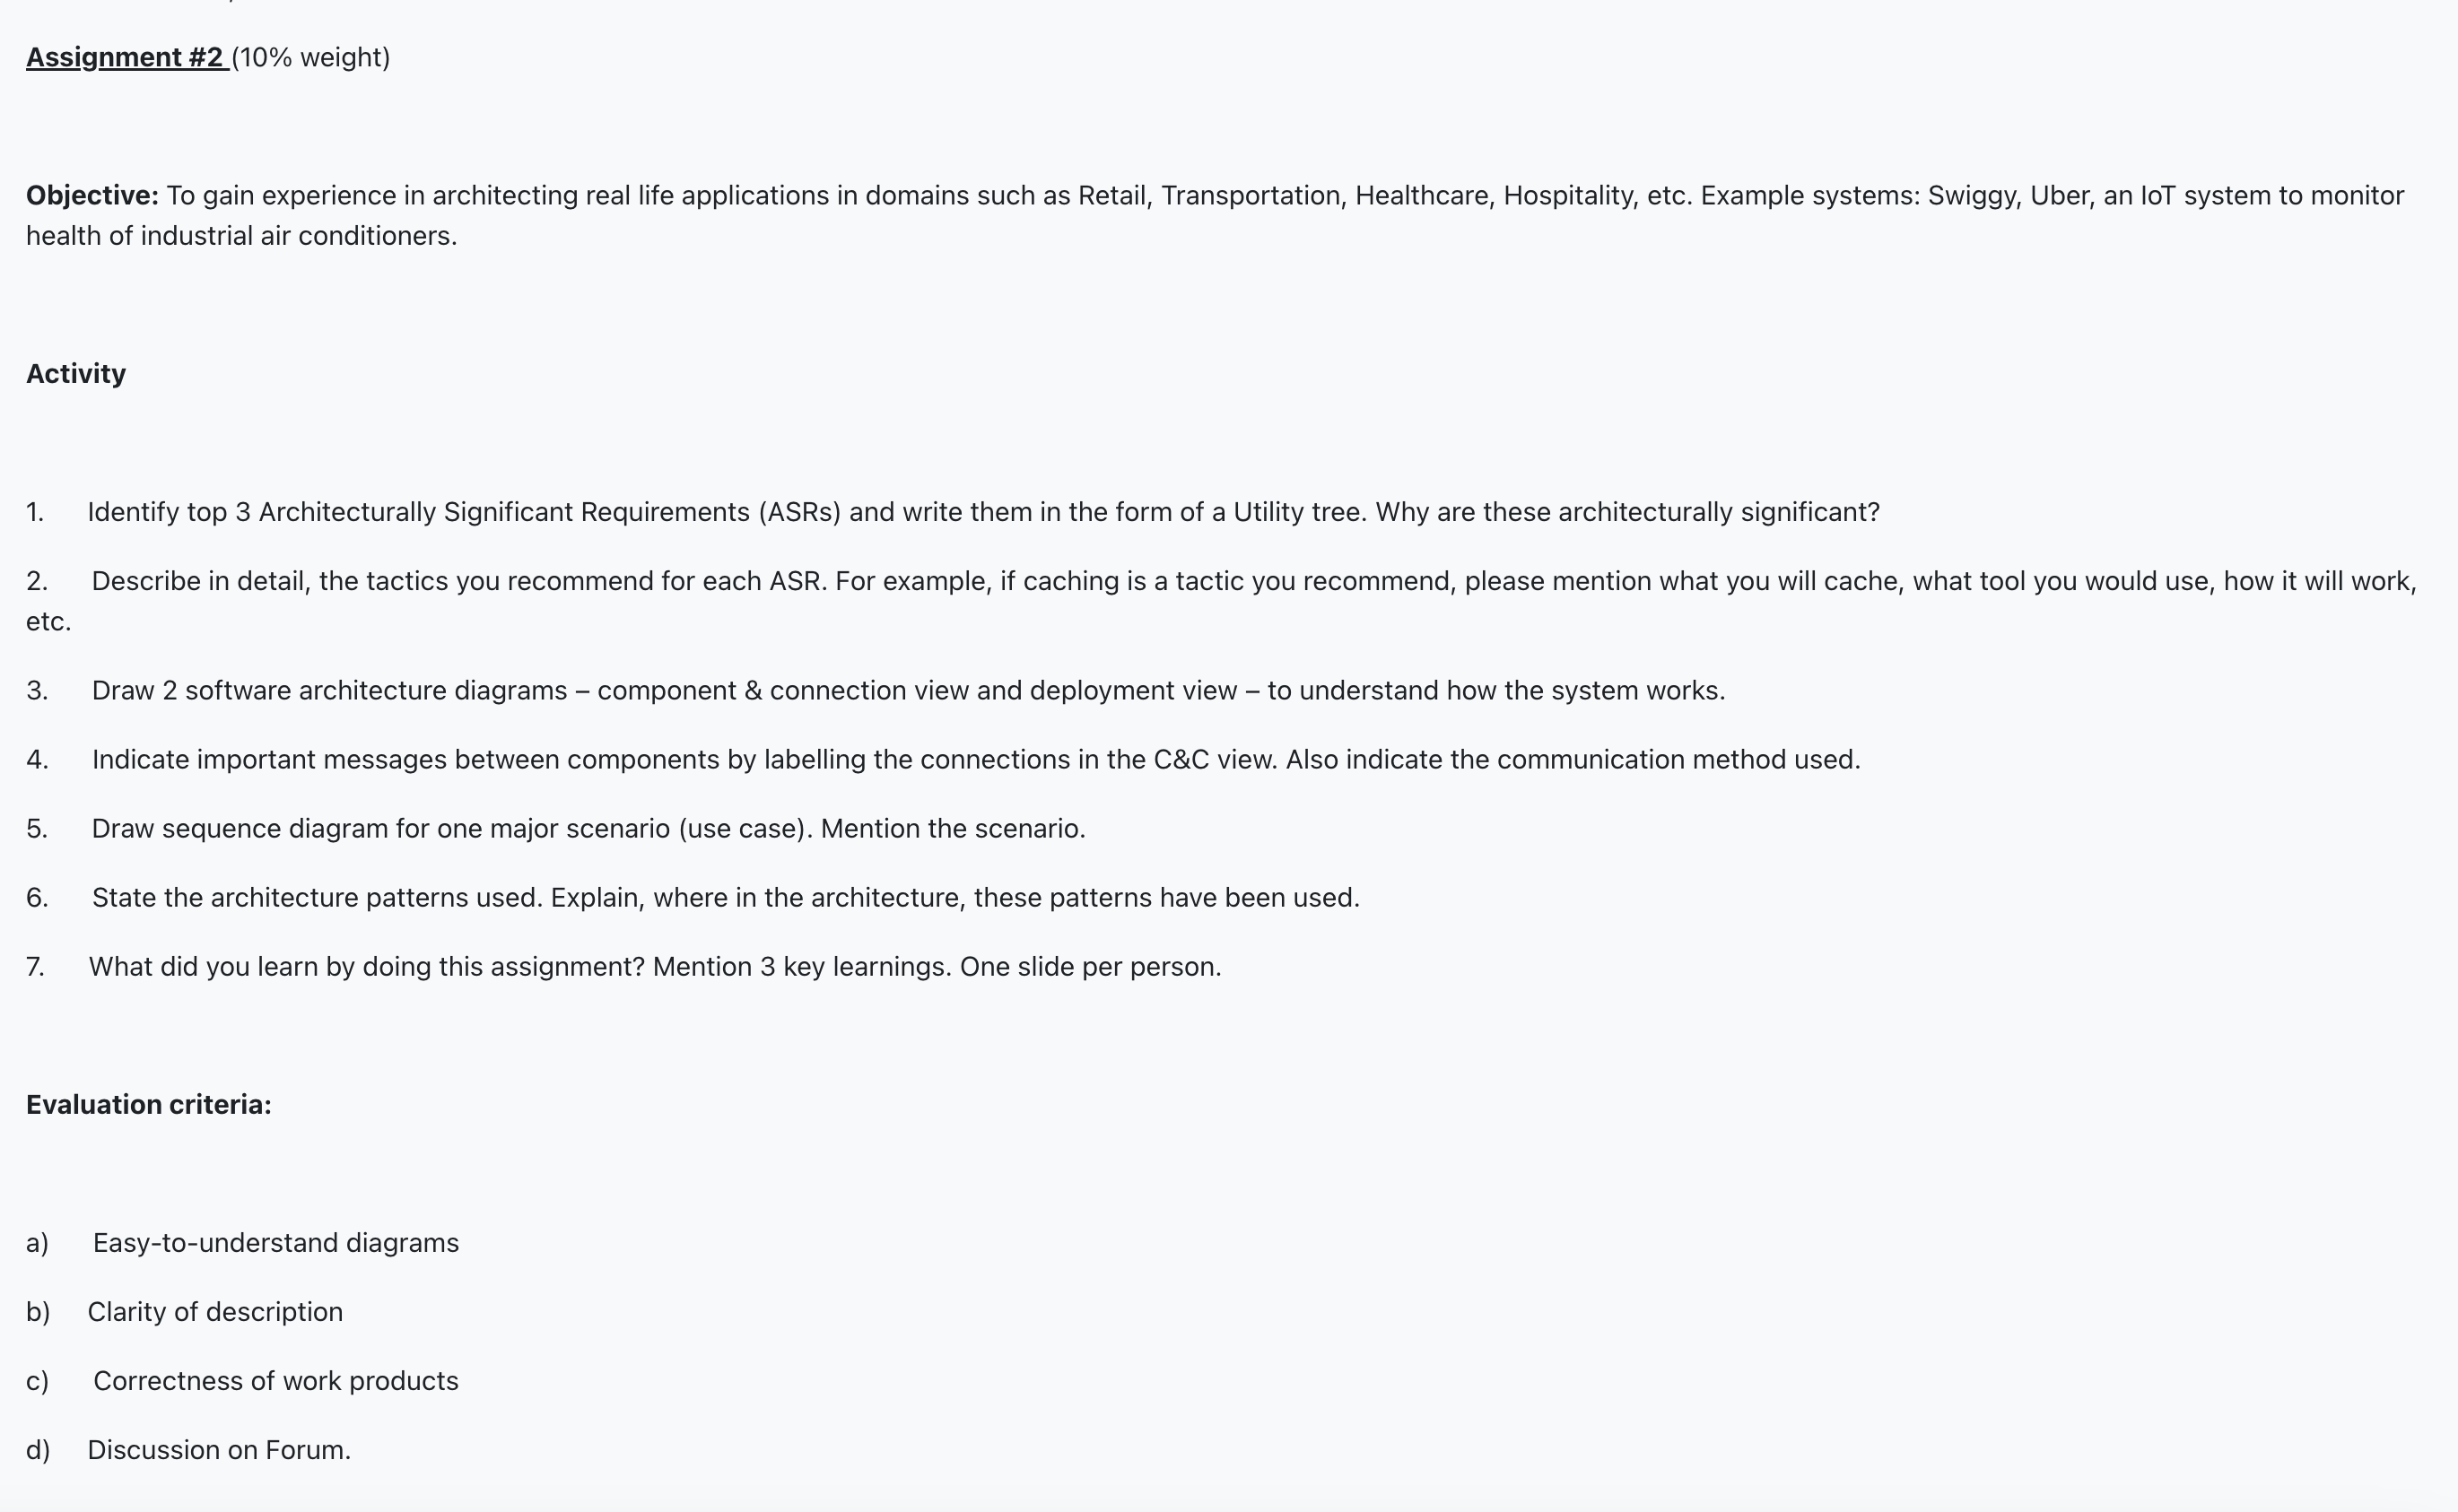 Assignment #2 (10% weight)
Objective: To gain experience in architecting real life applications in domains such as Retail, Transportation, Healthcare, Hospitality, etc. Example systems: Swiggy, Uber, an IoT system to monitor
health of industrial air conditioners.
Activity
1. Identify top 3 Architecturally Significant Requirements (ASRs) and write them in the form of a Utility tree. Why are these architecturally significant?
2. Describe in detail, the tactics you recommend for each ASR. For example, if caching is a tactic you recommend, please mention what you will cache, what tool you would use, how it will work,
etc.
3. Draw 2 software architecture diagrams – component & connection view and deployment view – to understand how the system works.
4. Indicate important messages between components by labelling the connections in the C&C view. Also indicate the communication method used.
5. Draw sequence diagram for one major scenario (use case). Mention the scenario.
6. State the architecture patterns used. Explain, where in the architecture, these patterns have been used.
7. What did you learn by doing this assignment? Mention 3 key learnings. One slide per person.
Evaluation criteria:
a) Easy-to-understand diagrams
b) Clarity of description
c) Correctness of work products
d) Discussion on Forum.